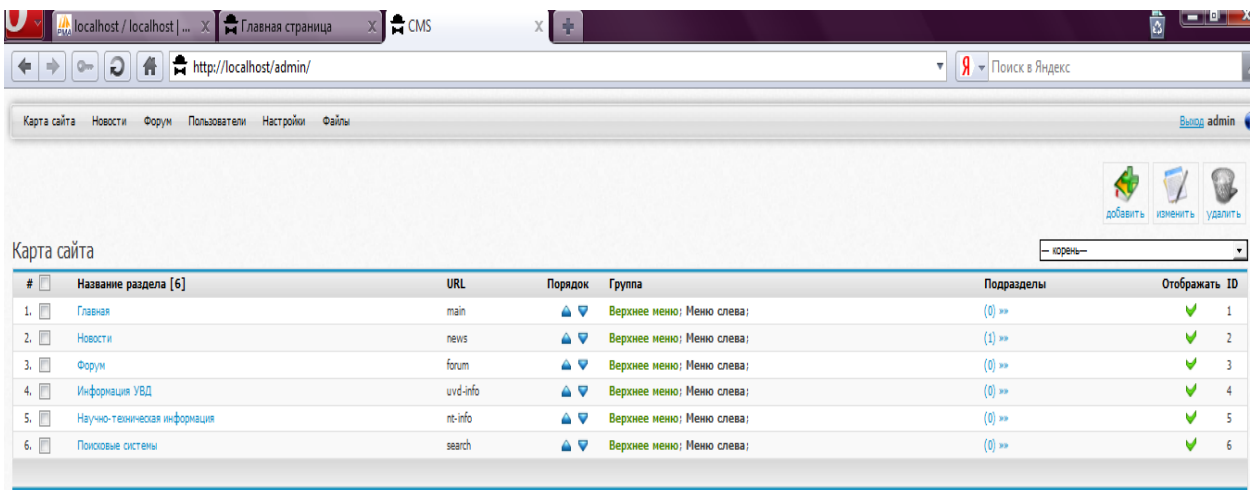 localhost / localhost | ... X Главная страница X CMS X
http://localhost/admin/ Поиск в Яндекс
Карта сайта Новости Форум Пользователи Настройки Файлы Выход admin
добавить изменить удалить
Карта сайта — корень—
# Название раздела [6] URL Порядок Группа Подразделы Отображать ID
1. Главная main Верхнее меню; Меню слева; (0) »» 1
2. Новости news Верхнее меню; Меню слева; (1) »» 2
3. Форум forum Верхнее меню; Меню слева; (0) »» 3
4. Информация УВД uvd-info Верхнее меню; Меню слева; (0) »» 4
5. Научно-техническая информация nt-info Верхнее меню; Меню слева; (0) »» 5
6. Поисковые системы search Верхнее меню; Меню слева; (0) »» 6